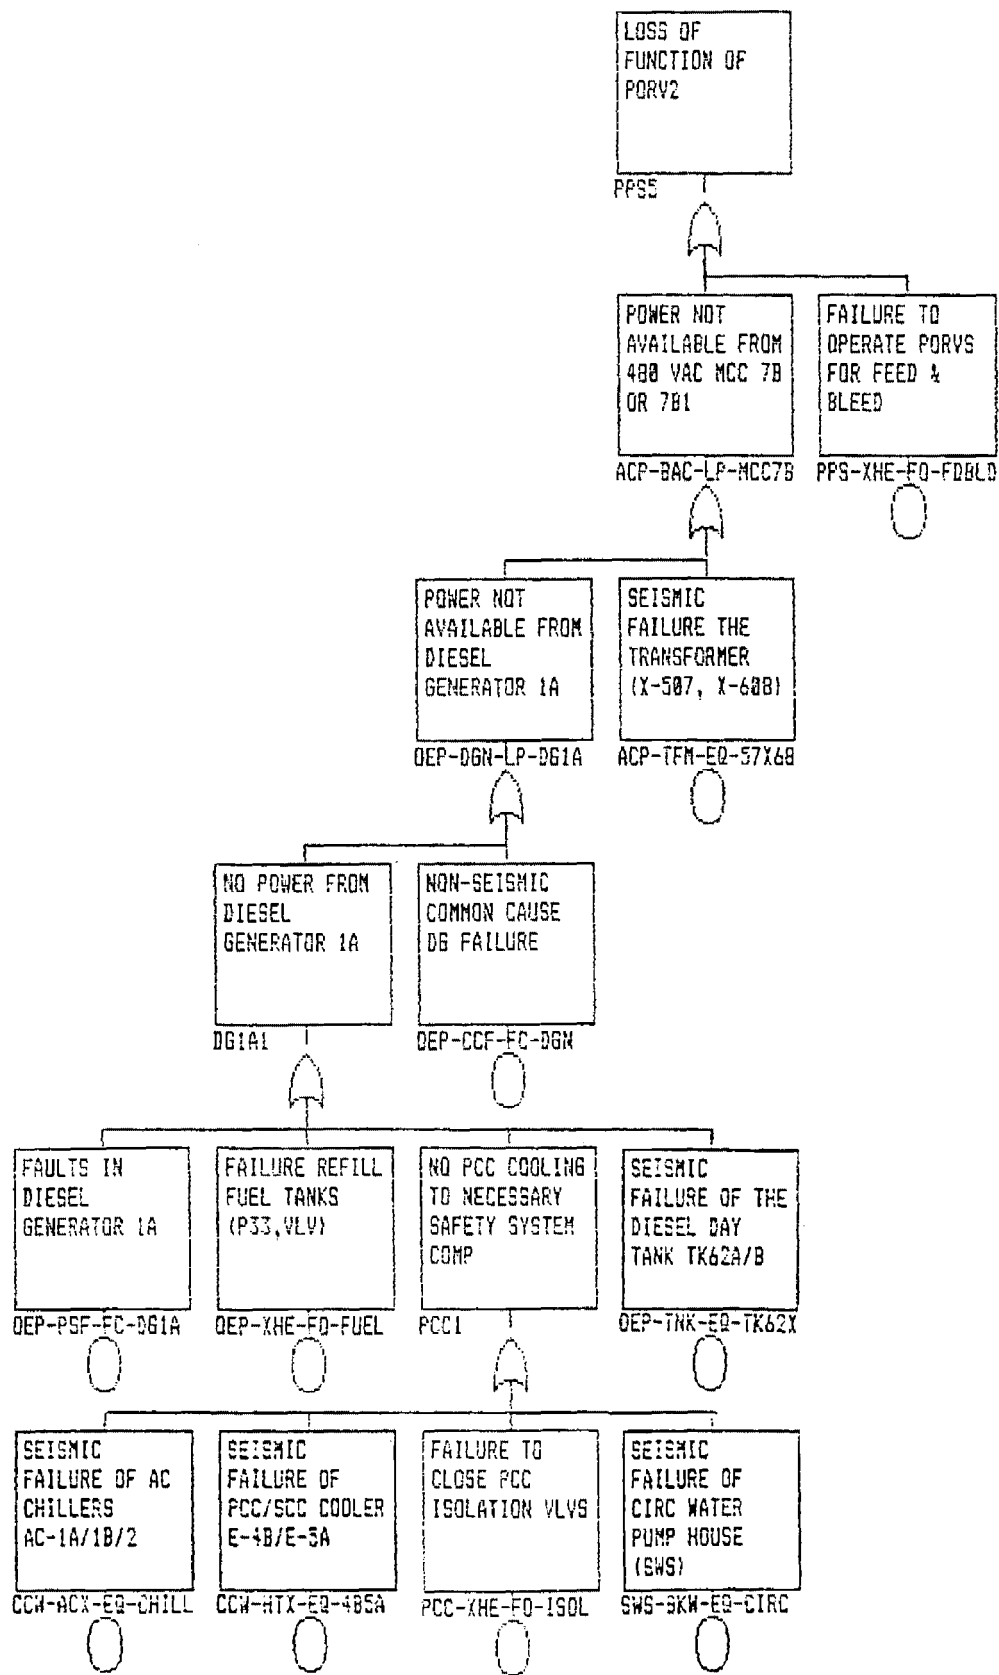 LOSS OF
FUNCTION OF
PORV2
PPS5
POWER NOT
AVAILABLE FROM
480 VAC MCC 7B
OR 7B1
ACP-BAC-LP-MCC7B
FAILURE TO
OPERATE PORVS
FOR FEED &
BLEED
PPS-XHE-FO-FDBLD
POWER NOT
AVAILABLE FROM
DIESEL
GENERATOR 1A
OEP-DGN-LP-DG1A
SEISMIC
FAILURE THE
TRANSFORMER
(X-507, X-608)
ACP-TFM-EQ-57X68
NO POWER FROM
DIESEL
GENERATOR 1A
DG1A1
NON-SEISMIC
COMMON CAUSE
DG FAILURE
OEP-CCF-FC-DGN
FAULTS IN
DIESEL
GENERATOR 1A
OEP-PSF-FC-DG1A
FAILURE REFILL
FUEL TANKS
(P33,VLV)
OEP-XHE-FO-FUEL
NO PCC COOLING
TO NECESSARY
SAFETY SYSTEM
COMP
PCC1
SEISMIC
FAILURE OF THE
DIESEL DAY
TANK TK62A/B
OEP-TNK-EQ-TK62X
SEISMIC
FAILURE OF AC
CHILLERS
AC-1A/1B/2
CCW-ACX-EQ-CHILL
SEISMIC
FAILURE OF
PCC/SCC COOLER
E-4B/E-5A
CCW-HTX-EQ-4B5A
FAILURE TO
CLOSE PCC
ISOLATION VLVS
PCC-XHE-FO-ISOL
SEISMIC
FAILURE OF
CIRC WATER
PUMP HOUSE
(SWS)
SWS-BKW-EQ-CIRC